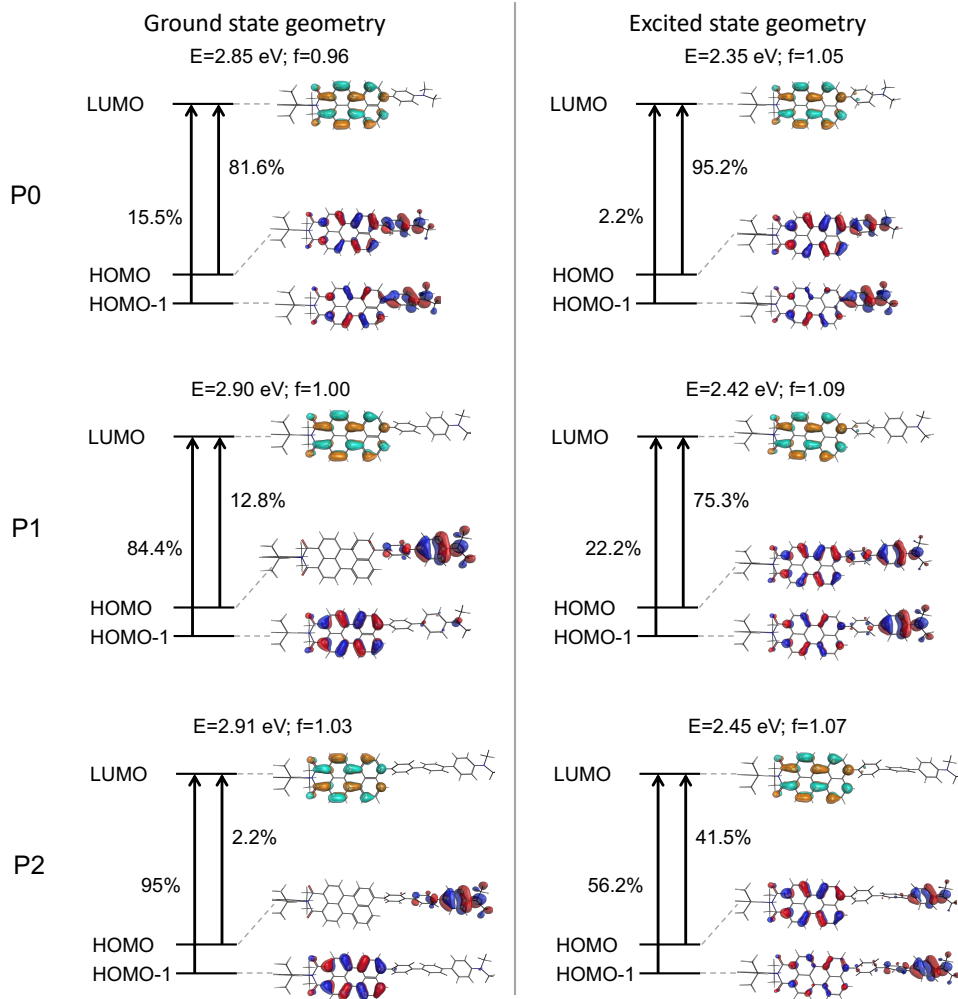 Ground state geometry
Excited state geometry
E=2.85 eV; f=0.96
E=2.35 eV; f=1.05
P0
LUMO
81.6%
15.5%
HOMO
HOMO-1
LUMO
95.2%
2.2%
HOMO
HOMO-1
E=2.90 eV; f=1.00
E=2.42 eV; f=1.09
P1
LUMO
12.8%
84.4%
HOMO
HOMO-1
LUMO
75.3%
22.2%
HOMO
HOMO-1
E=2.91 eV; f=1.03
E=2.45 eV; f=1.07
P2
LUMO
2.2%
95%
HOMO
HOMO-1
LUMO
41.5%
56.2%
HOMO
HOMO-1